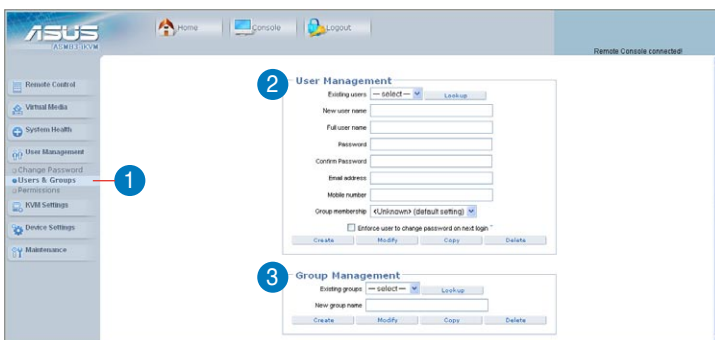 ASUS
ASMB3-IKVM
Home
Console
Logout
Remote Console connected!
Remote Control
Virtual Media
System Health
User Management
Change Password
Users & Groups
Permissions
KVM Settings
Device Settings
Maintenance
1
2
User Management
Existing users -- select -- Lookup
New user name
Full user name
Password
Confirm Password
Email address
Mobile number
Group membership <Unknown> (default setting)
Enforce user to change password on next login *
Create Modify Copy Delete
3
Group Management
Existing groups -- select -- Lookup
New group name
Create Modify Copy Delete